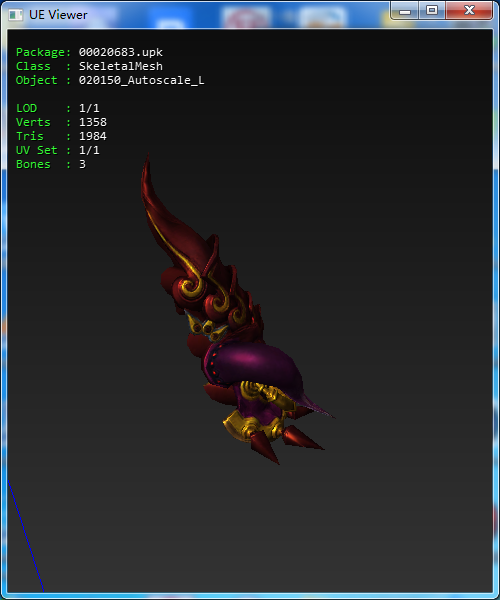 UE Viewer
Package: 00020683.upk
Class : SkeletalMesh
Object : 020150_Autoscale_L
LOD : 1/1
Verts : 1358
Tris : 1984
UV Set : 1/1
Bones : 3